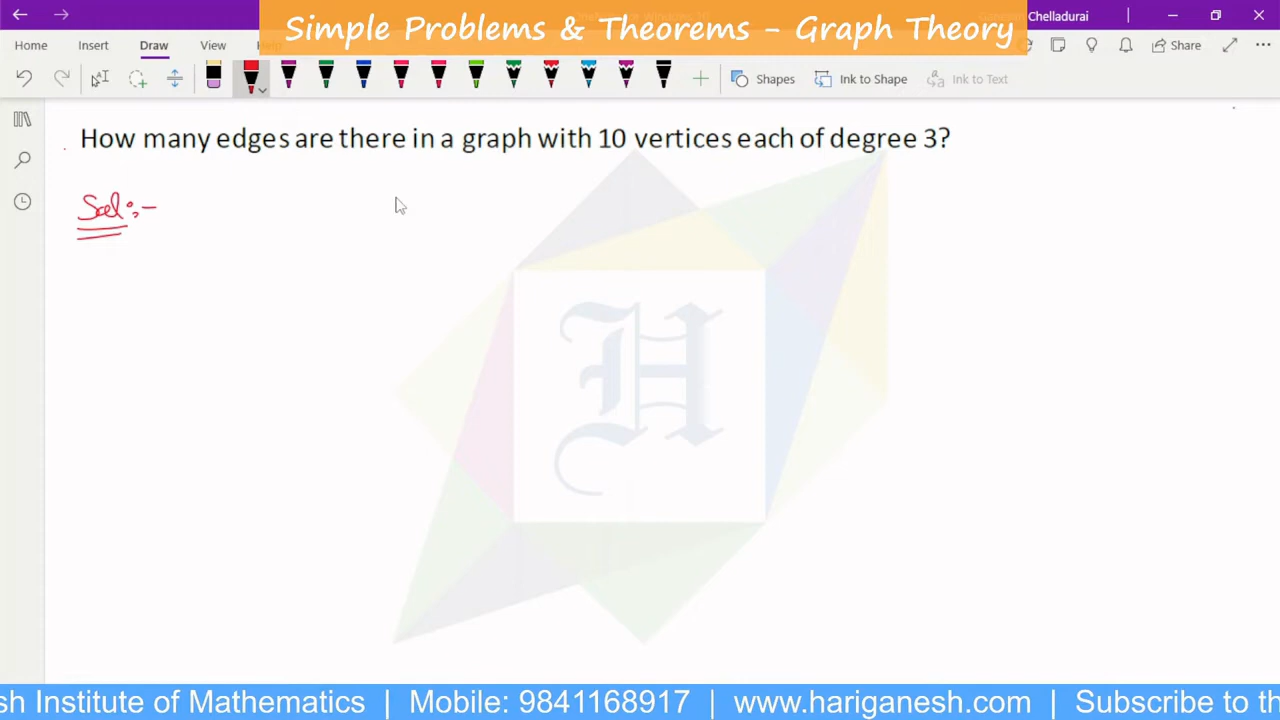 Simple Problems & Theorems - Graph Theory
Chelladurai
Home Insert Draw View
Share
Shapes Ink to Shape Ink to Text
How many edges are there in a graph with 10 vertices each of degree 3?
Sol :-
H
sh Institute of Mathematics | Mobile: 9841168917 | www.hariganesh.com | Subscribe to th